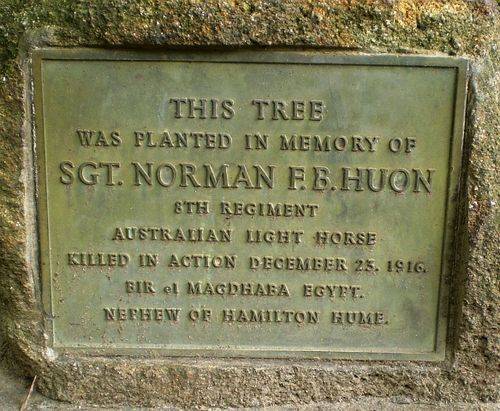 THIS TREE
WAS PLANTED IN MEMORY OF
SGT. NORMAN F.B. HUON
8TH REGIMENT
AUSTRALIAN LIGHT HORSE
KILLED IN ACTION DECEMBER 23, 1916.
BIR el MAGDHABA EGYPT.
NEPHEW OF HAMILTON HUME.